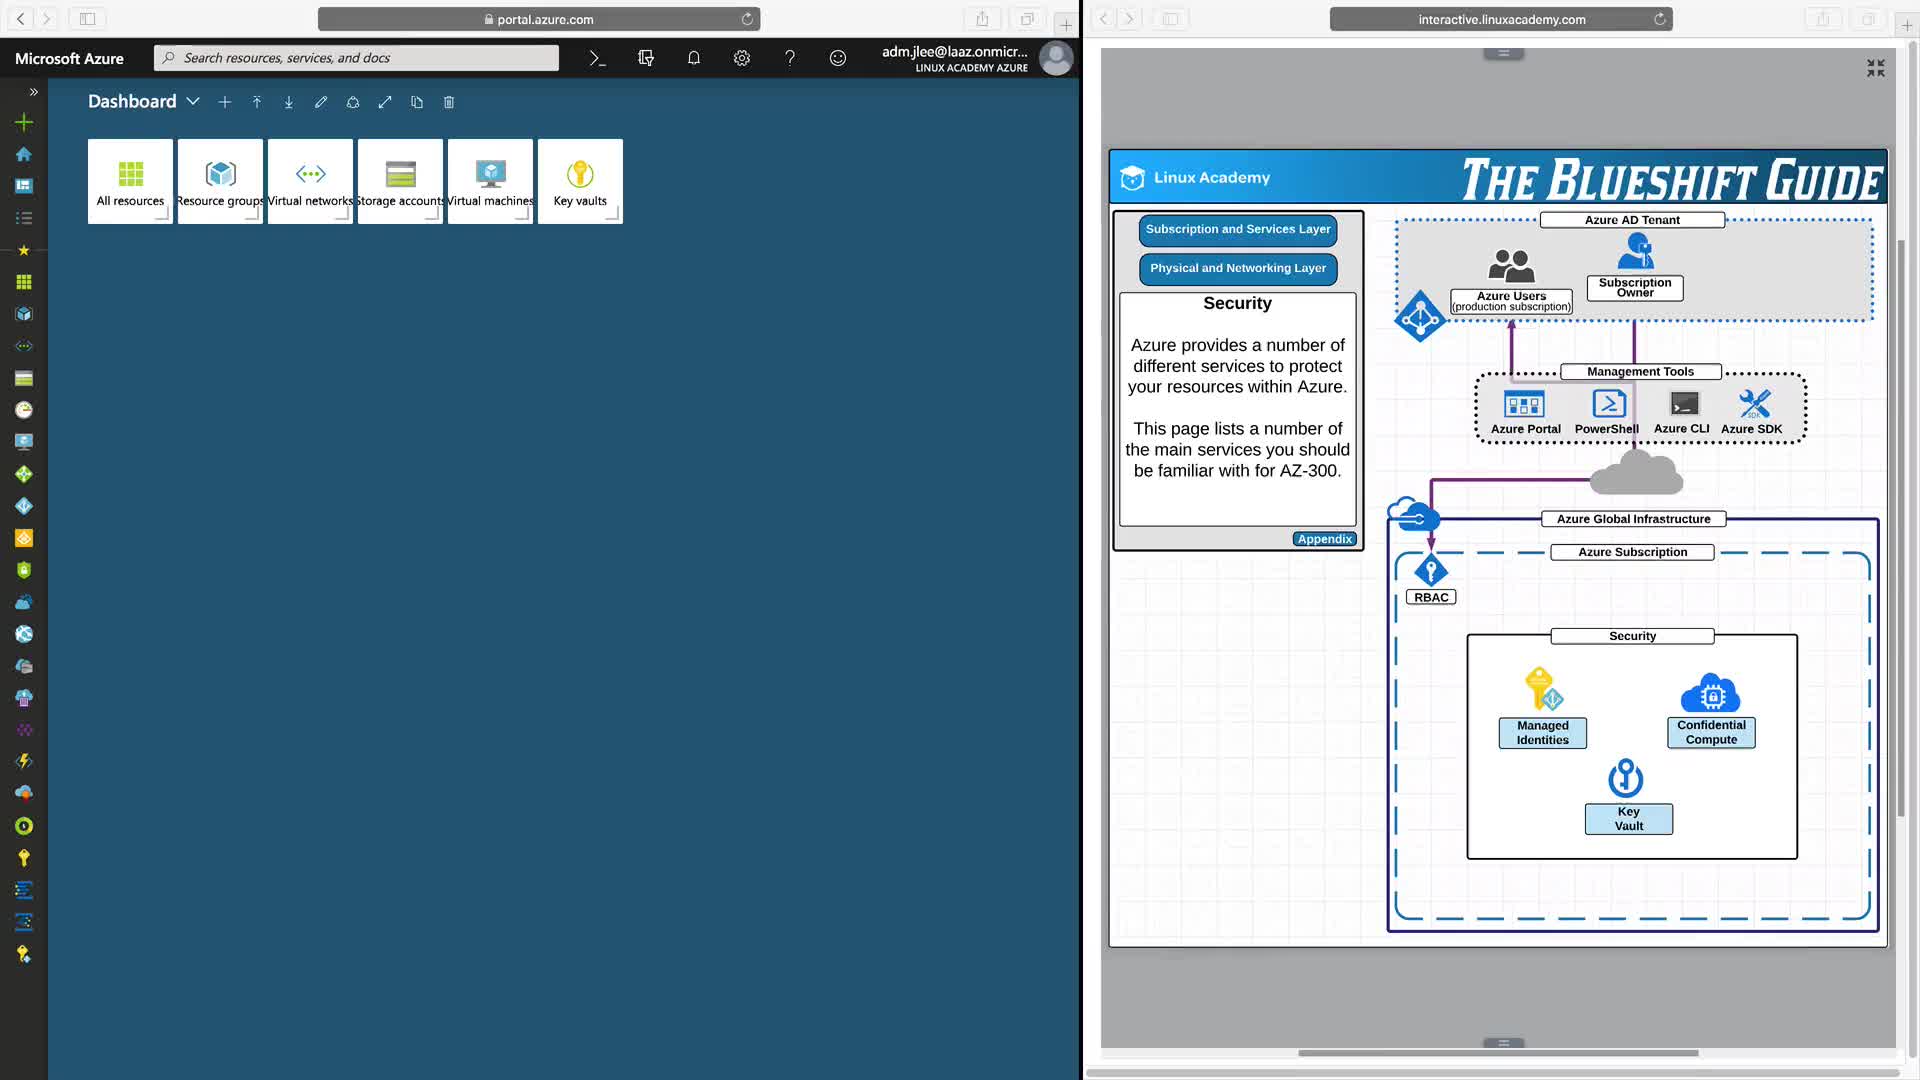 portal.azure.com
Microsoft Azure
Search resources, services, and docs
adm.jlee@laaz.onmicr...
LINUX ACADEMY AZURE
Dashboard
All resources
Resource groups
Virtual networks
Storage accounts
Virtual machines
Key vaults
interactive.linuxacademy.com
Linux Academy
THE BLUESHIFT GUIDE
Subscription and Services Layer
Physical and Networking Layer
Security
Azure provides a number of
different services to protect
your resources within Azure.
This page lists a number of
the main services you should
be familiar with for AZ-300.
Appendix
Azure AD Tenant
Azure Users
(production subscription)
Subscription
Owner
Management Tools
Azure Portal
PowerShell
Azure CLI
SDK
Azure SDK
Azure Global Infrastructure
Azure Subscription
RBAC
Security
Managed
Identities
Confidential
Compute
Key
Vault